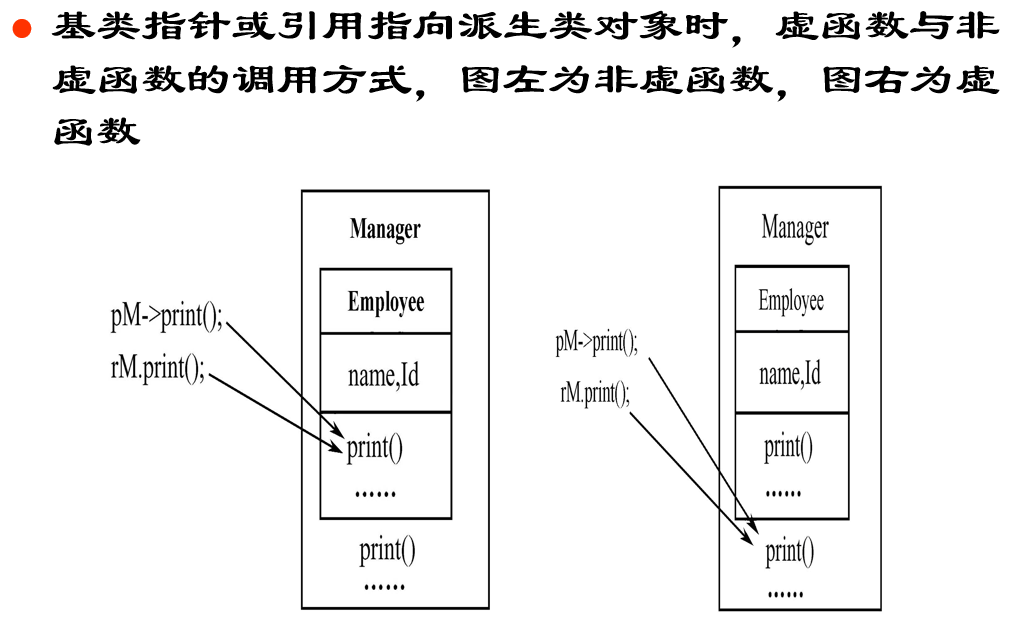 基类指针或引用指向派生类对象时，虚函数与非
虚函数的调用方式，图左为非虚函数，图右为虚
函数
Manager
Employee
pM->print();
rM.print();
name,Id
print()
……
print()
……
Manager
Employee
pM->print();
name,Id
rM.print();
print()
……
print()
……